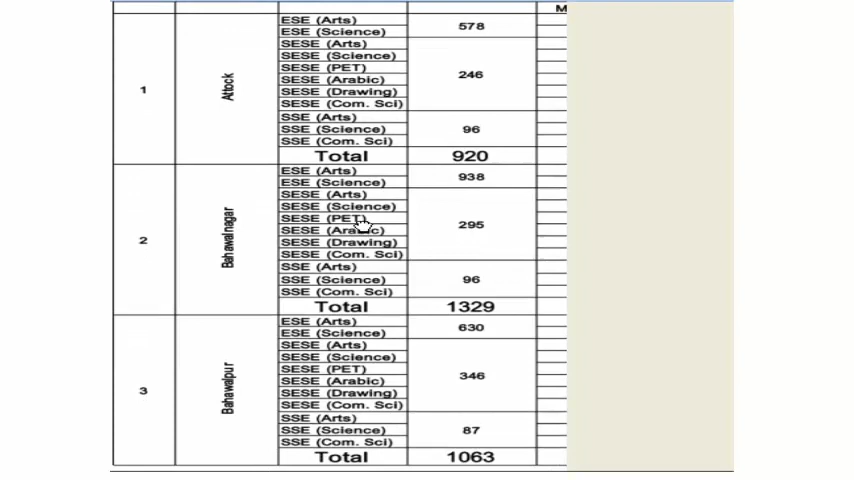 M
1
Attock
ESE (Arts)
ESE (Science)
578
SESE (Arts)
SESE (Science)
SESE (PET)
SESE (Arabic)
SESE (Drawing)
SESE (Com. Sci)
246
SSE (Arts)
SSE (Science)
SSE (Com. Sci)
96
Total 920
2
Bahawalnagar
ESE (Arts)
ESE (Science)
938
SESE (Arts)
SESE (Science)
SESE (PET)
SESE (Arabic)
SESE (Drawing)
SESE (Com. Sci)
295
SSE (Arts)
SSE (Science)
SSE (Com. Sci)
96
Total 1329
3
Bahawalpur
ESE (Arts)
ESE (Science)
630
SESE (Arts)
SESE (Science)
SESE (PET)
SESE (Arabic)
SESE (Drawing)
SESE (Com. Sci)
346
SSE (Arts)
SSE (Science)
SSE (Com. Sci)
87
Total 1063